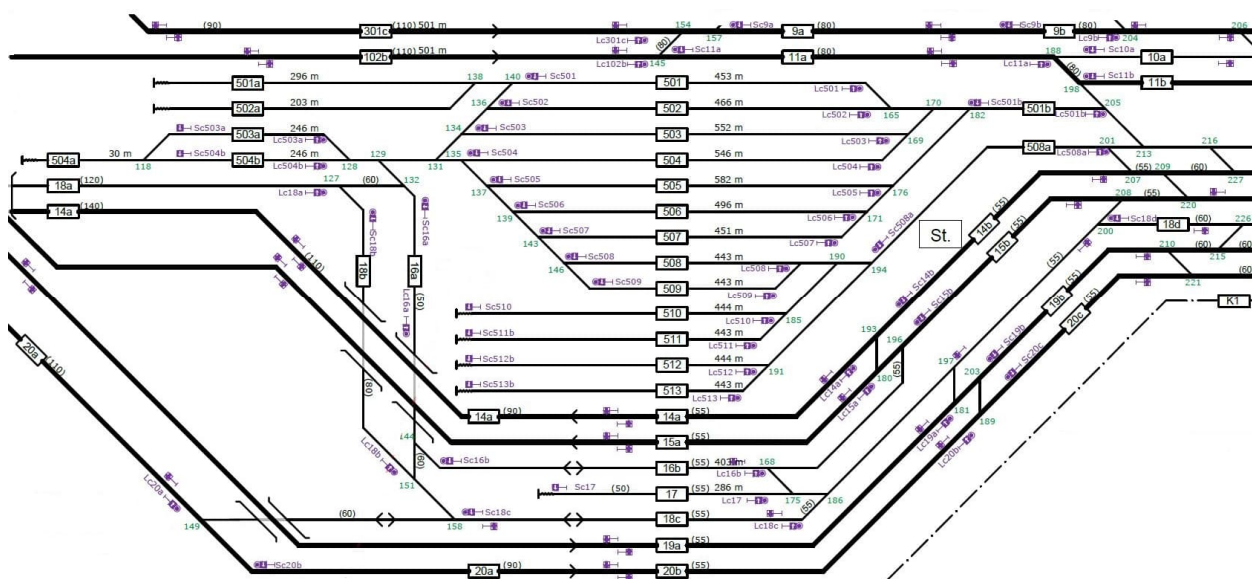 (90) 301c (110) 501 m 154 Sc9a 9a (80) Sc9b 9b (80) 206
Lc301c 157 Lc9b 204
102b (110) 501 m (80) Sc11a 11a (80) 188 Sc10a 10a
Lc102b 145 Lc11a (80) Sc11b 11b
501a 296 m 138 140 Sc501 501 453 m Lc501 198
502a 203 m 136 Sc502 502 466 m Lc502 165 170 Sc501b 501b Lc501b 205
182
Sc503a 503a 246 m Lc503a 134 Sc503 503 552 m 169 201 216
504a 30 m Sc504b 504b 246 m 129 135 Sc504 504 546 m Lc504 508a Lc508a 213 209
118 Lc504b 128 131
18a (120) 127 (60) 132 Sc505 505 582 m 176 (55) (60)
Lc18a 137 Lc505 207 227
14a (140) Sc506 506 496 m 171 Sc508a 208 (55)
139 Lc506 220
Sc18b Sc16a Sc507 507 451 m St. 14b (55) 15b (55) Sc18d 18d (60) 226
143 Lc507 200
(110) 18b 16a Sc508 508 443 m 190 210 (60) (60)
146 Lc508 194 (55) 215
Lc16a (50) Sc509 509 443 m Sc14b Sc15b 19b (55) 20c (55) (60)
Lc509 221
Sc510 510 444 m K1
Lc510 185
20a (110) Sc511b 511 443 m 193 196 Sc19b Sc20c
Lc511
Sc512b 512 444 m 197 203
Lc512 191 180 (55)
(80) Sc513b 513 443 m Lc14a Lc15a
Lc513 181 189
14a (90) 14a (55)
144 15a (55) Lc19a Lc20b
Lc18b (60) Sc16b 16b (55) 403 m 168
Lc16b
Lc20a 151 Sc17 (50) 17 (55) 286 m 175 186
Lc17
149 (60) 158 Sc18c 18c (55) Lc18c (55)
19a (55)
Sc20b 20a (90) 20b (55)